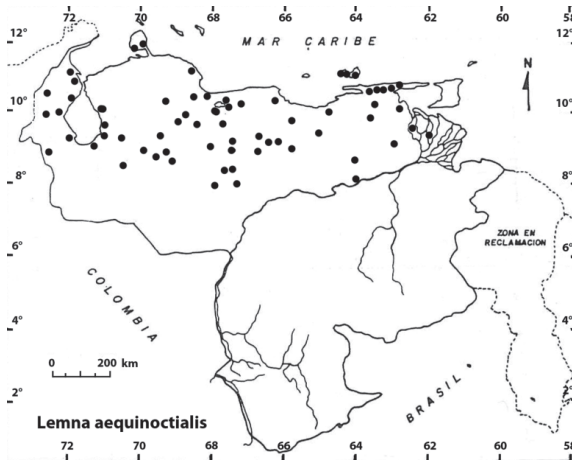 72 70 68 66 64 62 60 58
12° 12°
MAR CARIBE
N
10° 10°
8° 8°
ZONA EN
RECLAMACION
6° 6°
COLOMBIA
4° 4°
0 200 km
BRASIL
2° 2°
Lemna aequinoctialis
72 70 68 66 64 62 60 58